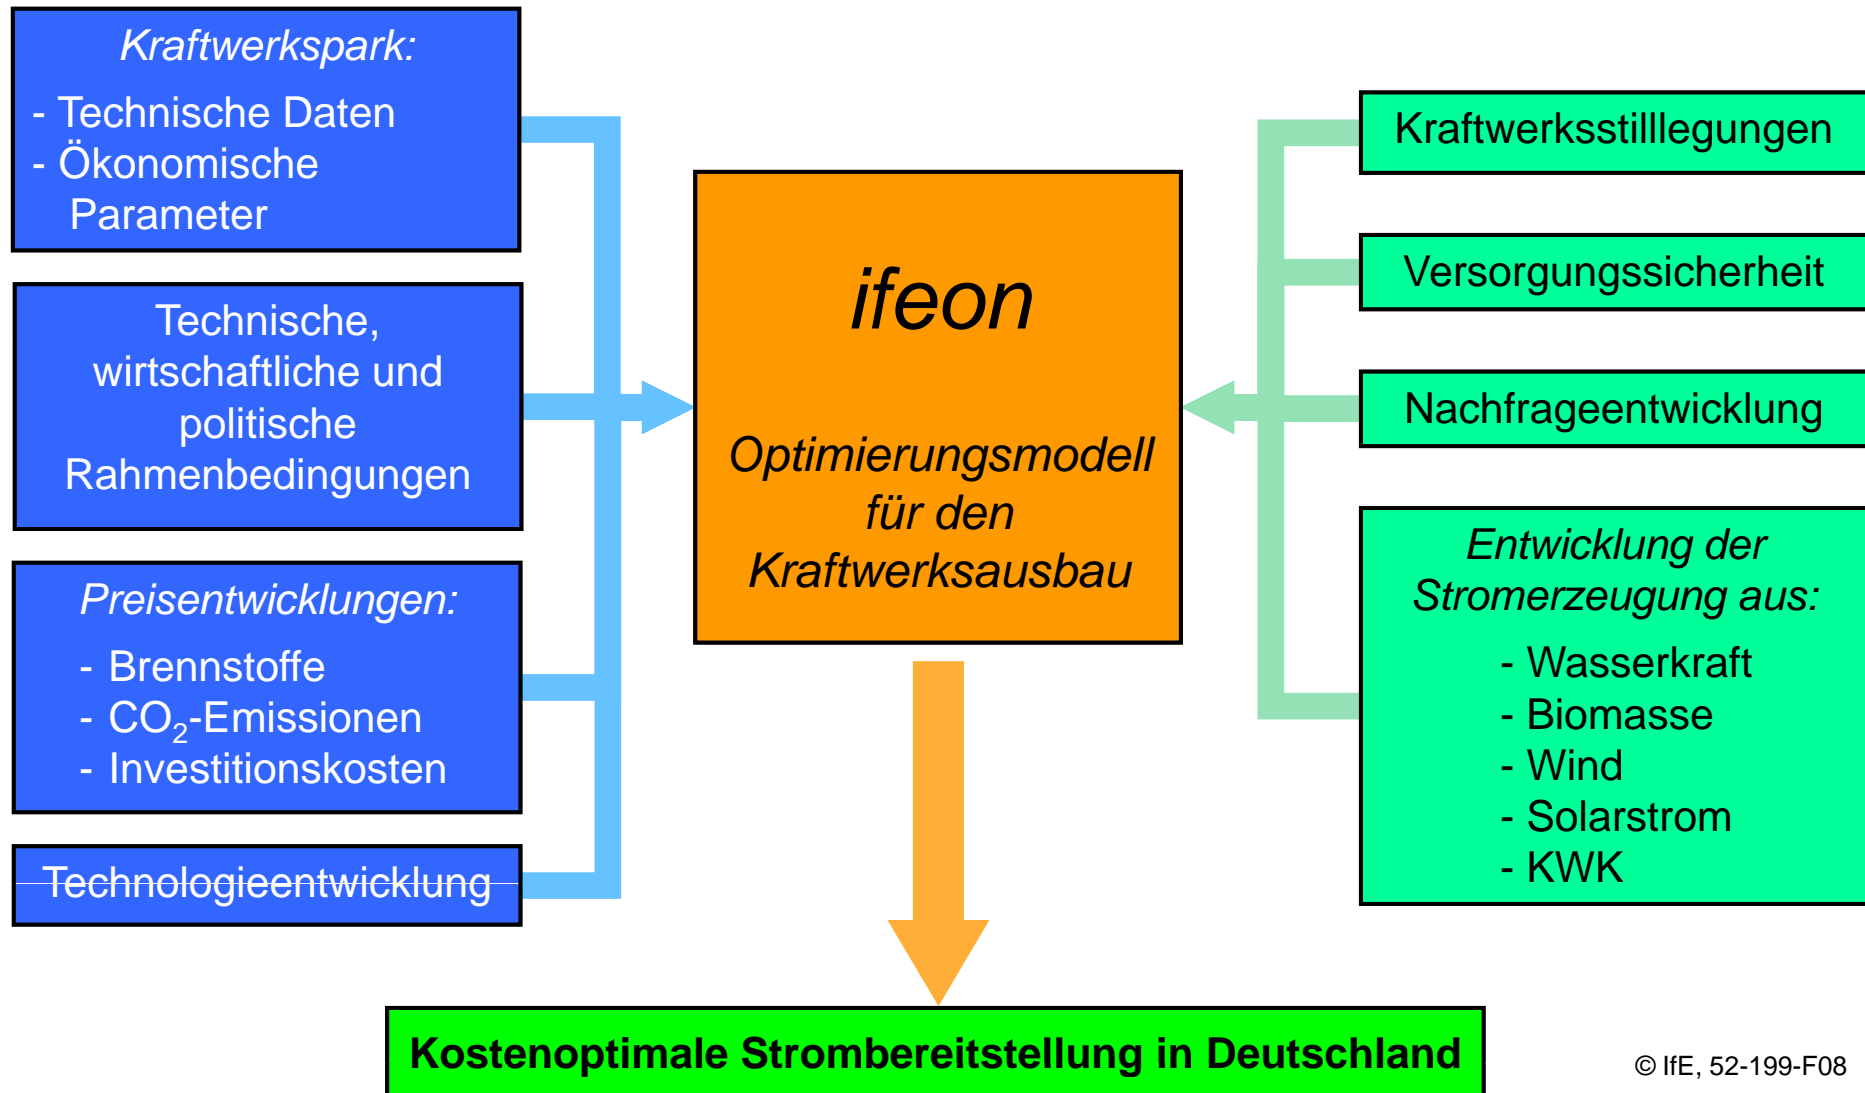 Kraftwerkspark:
- Technische Daten
- Ökonomische
Parameter
Technische,
wirtschaftliche und
politische
Rahmenbedingungen
Preisentwicklungen:
- Brennstoffe
- CO₂-Emissionen
- Investitionskosten
Technologieentwicklung
ifeon
Optimierungsmodell
für den
Kraftwerksausbau
Kraftwerksstilllegungen
Versorgungssicherheit
Nachfrageentwicklung
Entwicklung der
Stromerzeugung aus:
- Wasserkraft
- Biomasse
- Wind
- Solarstrom
- KWK
Kostenoptimale Strombereitstellung in Deutschland
© IfE, 52-199-F08